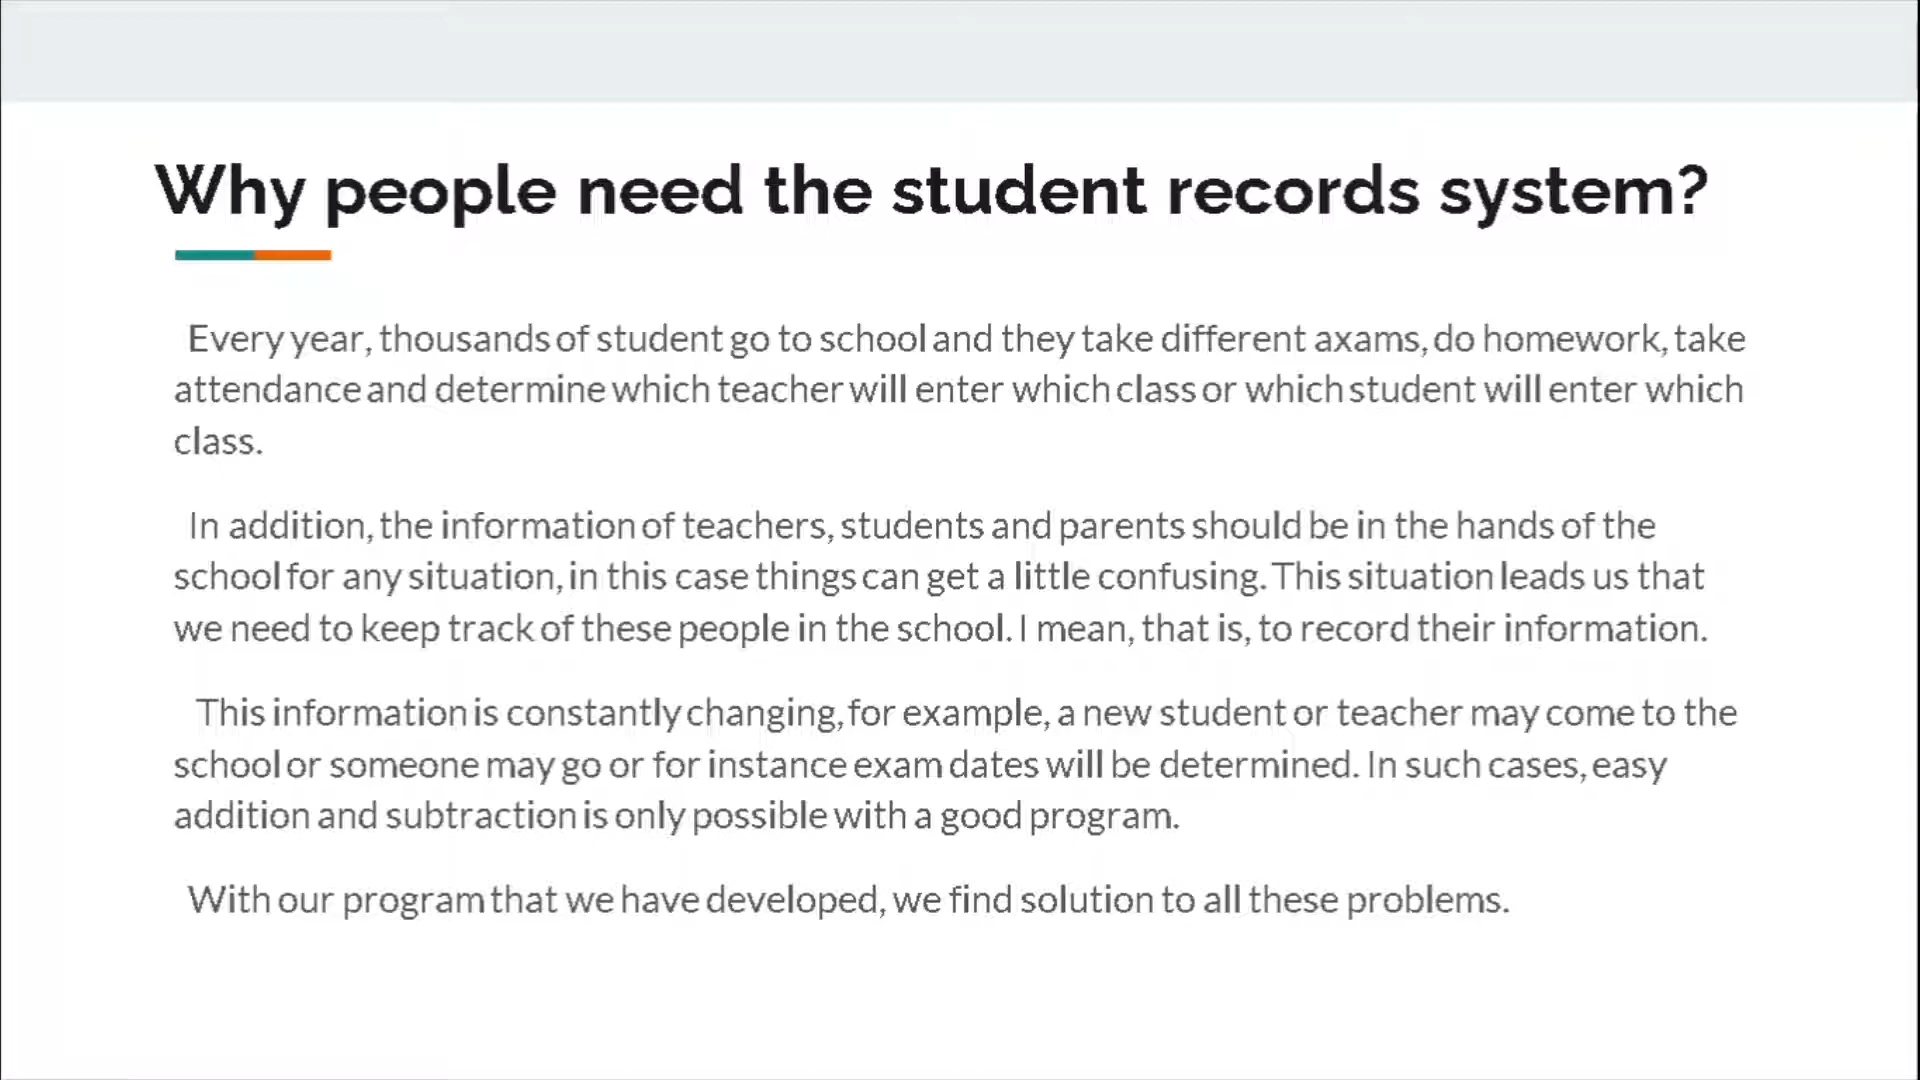 Why people need the student records system?
Every year, thousands of student go to school and they take different axams, do homework, take
attendance and determine which teacher will enter which class or which student will enter which
class.
In addition, the information of teachers, students and parents should be in the hands of the
school for any situation, in this case things can get a little confusing. This situation leads us that
we need to keep track of these people in the school. I mean, that is, to record their information.
This information is constantly changing, for example, a new student or teacher may come to the
school or someone may go or for instance exam dates will be determined. In such cases, easy
addition and subtraction is only possible with a good program.
With our program that we have developed, we find solution to all these problems.